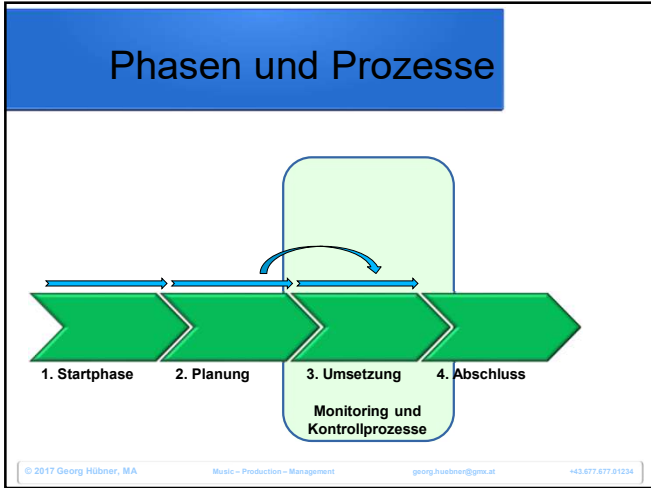 Phasen und Prozesse
1. Startphase
2. Planung
3. Umsetzung
4. Abschluss
Monitoring und
Kontrollprozesse
© 2017 Georg Hübner, MA
Music – Production – Management
georg.huebner@gmx.at
+43.677.677.01234